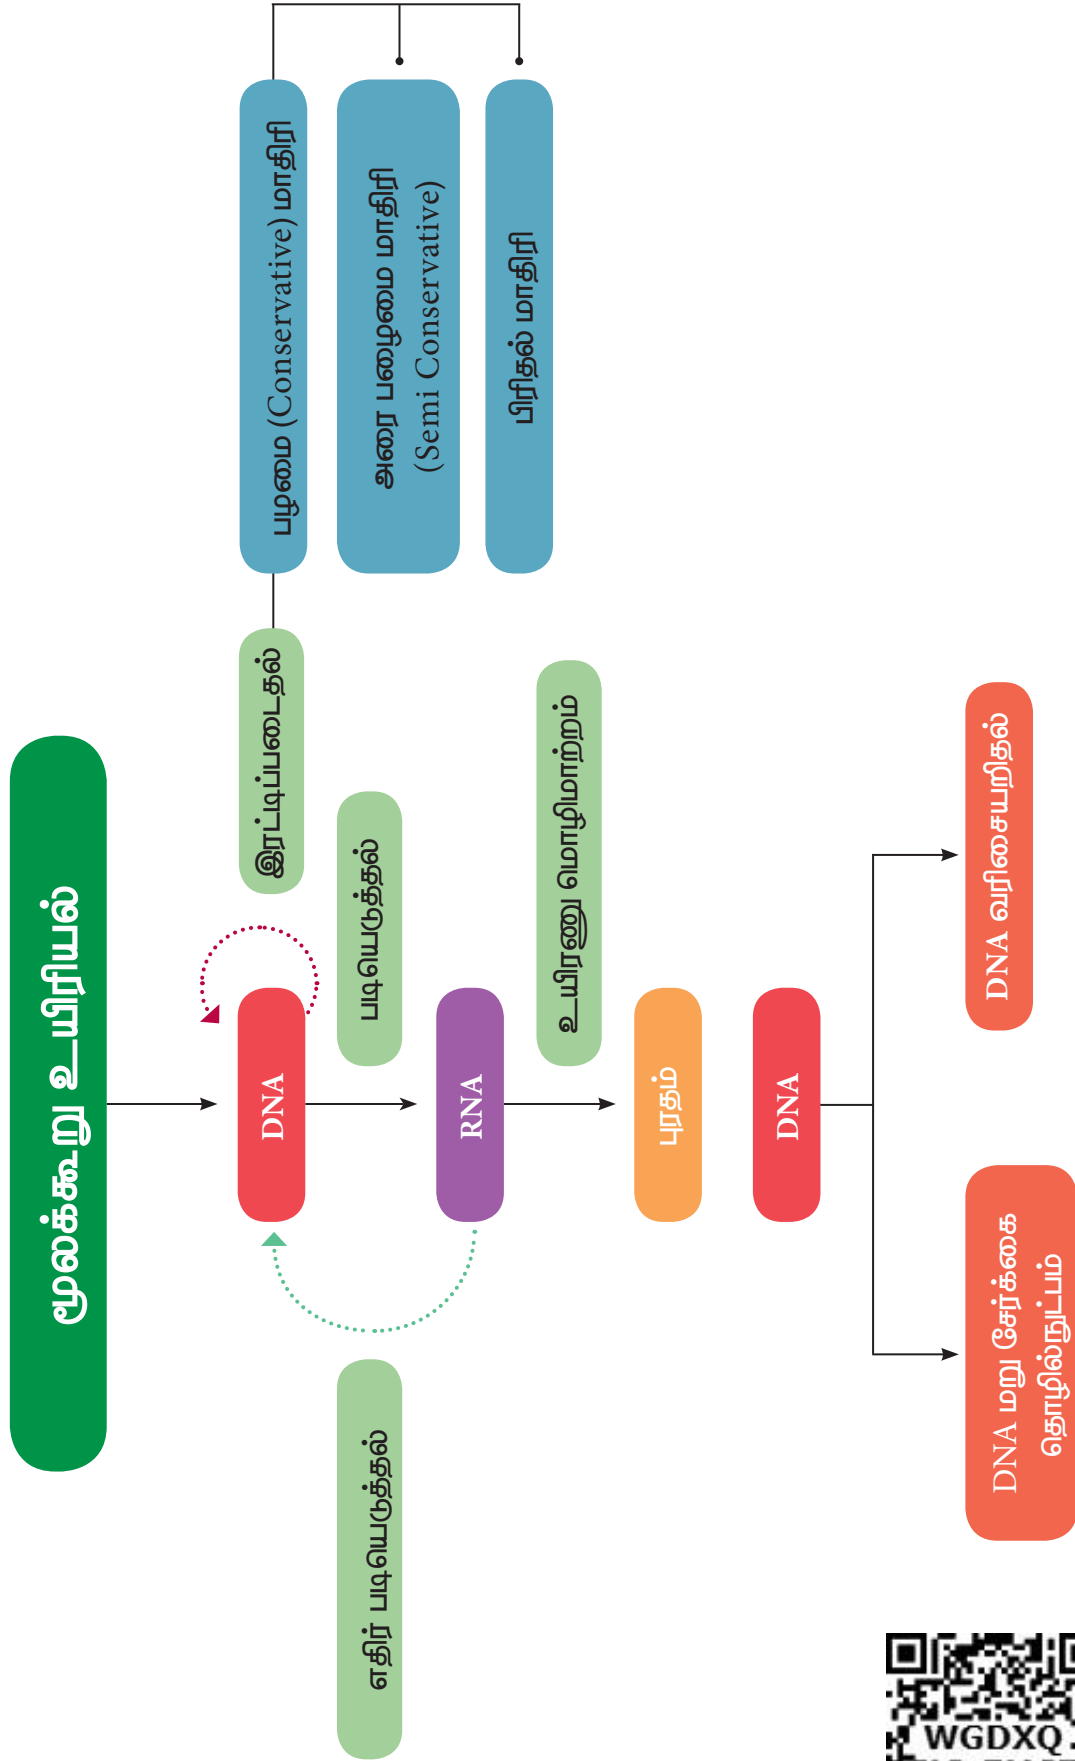 மூலக்கூறு உயிரியல்
DNA
இரட்டிப்படைதல்
பழமை (Conservative) மாதிரி
அரை பழைமை மாதிரி
(Semi Conservative)
பிரிதல் மாதிரி
எதிர் படியெடுத்தல்
படியெடுத்தல்
RNA
உயிரணு மொழிமாற்றம்
புரதம்
DNA
DNA மறு சேர்க்கை
தொழில்நுட்பம்
DNA வரிசையறிதல்
WGDXQ